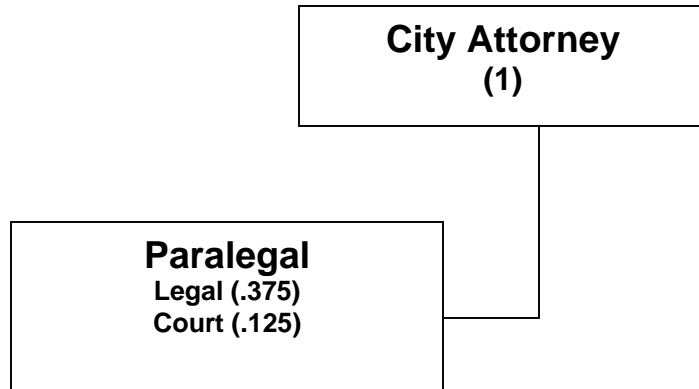 City Attorney
(1)
Paralegal
Legal (.375)
Court (.125)